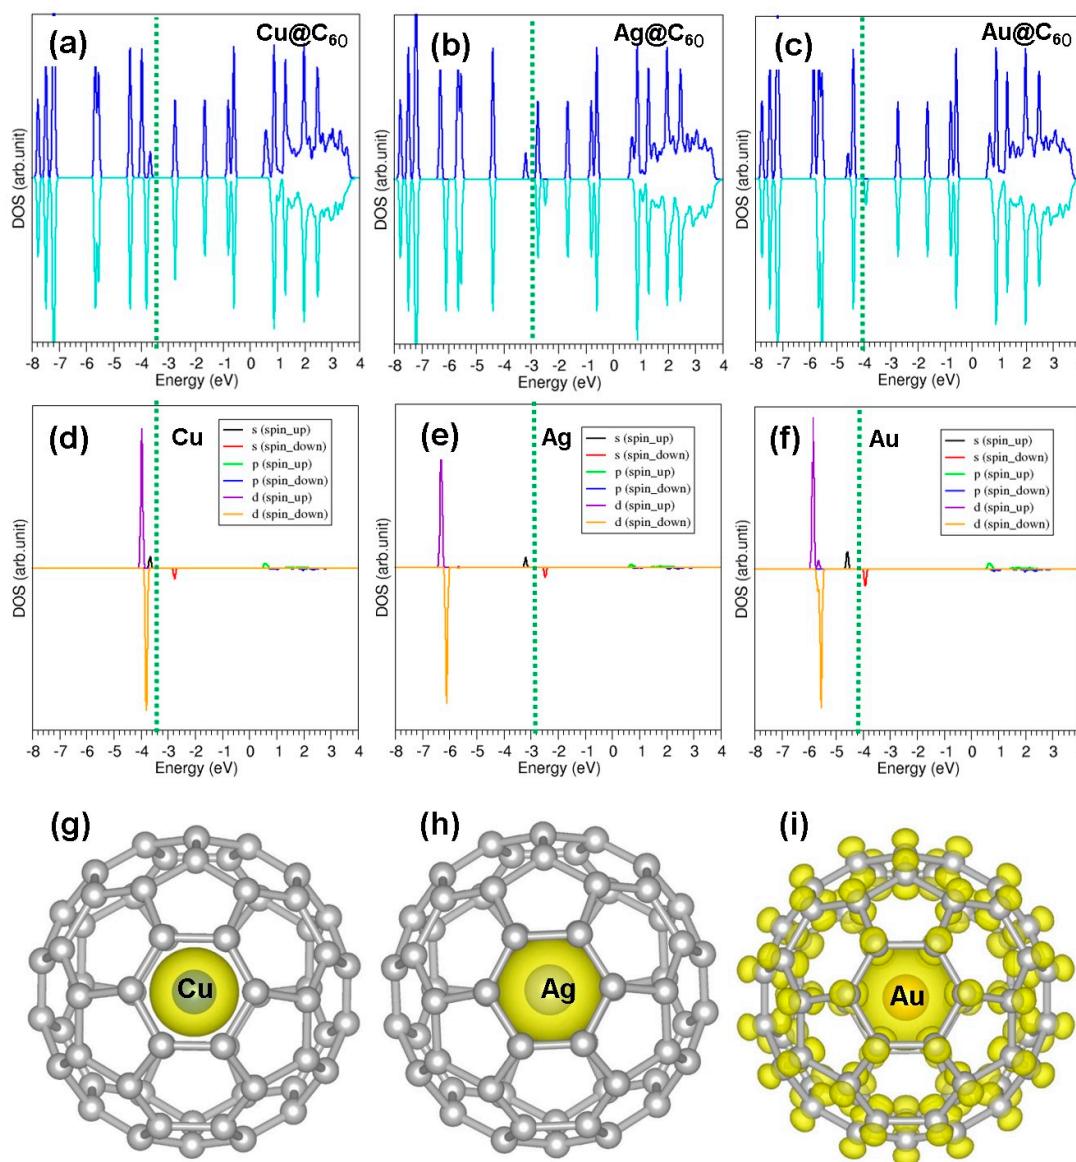 (a) Cu@C60
(b) Ag@C60
(c) Au@C60
DOS (arb.unit)
DOS (arb.unit)
DOS (arb.unit)
-8 -7 -6 -5 -4 -3 -2 -1 0 1 2 3 4
-8 -7 -6 -5 -4 -3 -2 -1 0 1 2 3 4
-8 -7 -6 -5 -4 -3 -2 -1 0 1 2 3
Energy (eV)
Energy (eV)
Energy (eV)
(d) Cu
s (spin_up)
s (spin_down)
p (spin_up)
p (spin_down)
d (spin_up)
d (spin_down)
(e) Ag
s (spin_up)
s (spin_down)
p (spin_up)
p (spin_down)
d (spin_up)
d (spin_down)
(f) Au
s (spin_up)
s (spin_down)
p (spin_up)
p (spin_down)
d (spin_up)
d (spin_down)
DOS (arb.unit)
DOS (arb.unit)
DOS (arb.unti)
-8 -7 -6 -5 -4 -3 -2 -1 0 1 2 3 4
-8 -7 -6 -5 -4 -3 -2 -1 0 1 2 3 4
-8 -7 -6 -5 -4 -3 -2 -1 0 1 2 3
Energy (eV)
Energy (eV)
Energy (eV)
(g)
Cu
(h)
Ag
(i)
Au